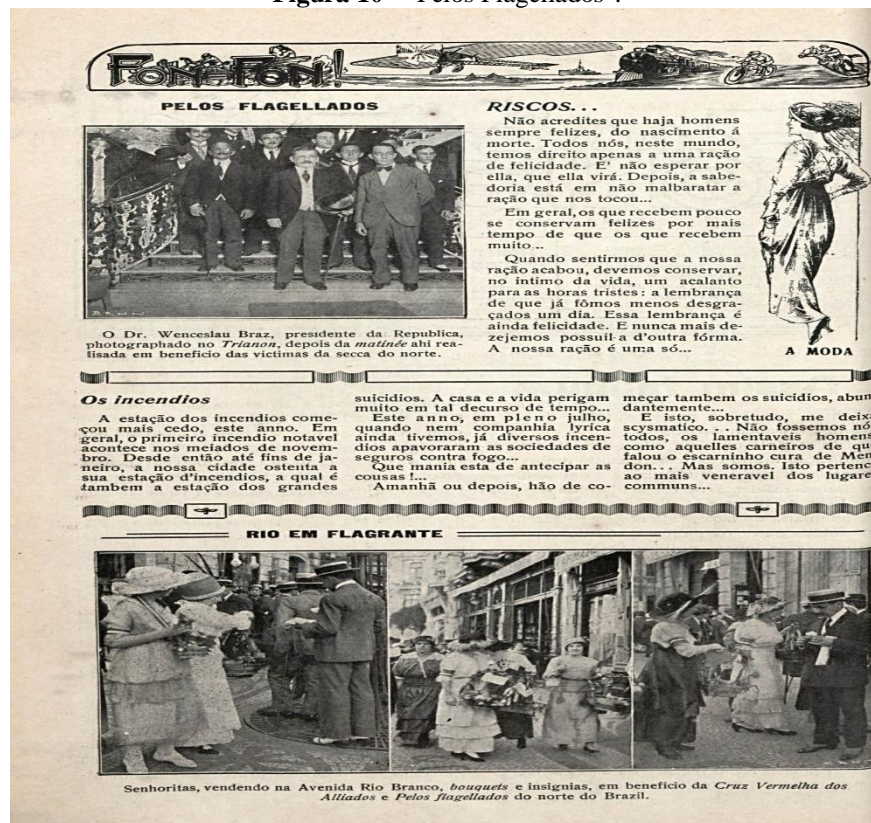 FON-FON!
PELOS FLAGELLADOS
O Dr. Wenceslau Braz, presidente da Republica,
photographado no Trianon, depois da matinée ahi rea-
lisada em beneficio das victimas da secca do norte.
RISCOS...
Não acredites que haja homens
sempre felizes, do nascimento á
morte. Todos nós, neste mundo,
temos direito apenas a uma ração
de felicidade. E' não esperar por
ella, que ella virá. Depois, a sabe-
doria está em não malbaratar a
ração que nos tocou...
Em geral, os que recebem pouco
se conservam felizes por mais
tempo de que os que recebem
muito...
Quando sentirmos que a nossa
ração acabou, devemos conservar,
no intimo da vida, um acalanto
para as horas tristes: a lembrança
de que já fômos menos desgra-
çados um dia. Essa lembrança é
ainda felicidade. E nunca mais de-
zejemos possuil-a d'outra fórma.
A nossa ração é uma só...
A MODA
Os incendios
A estação dos incendios come-
çou mais cedo, este anno. Em
geral, o primeiro incendio notavel
acontece nos meiados de novem-
bro. Desde então até fins de ja-
neiro, a nossa cidade ostenta a
sua estação d'incendios, a qual é
tambem a estação dos grandes
suicidios. A casa e a vida perigam
muito em tal decurso de tempo...
Este anno, em pleno julho,
quando nem companhia lyrica
ainda tivemos, já diversos incen-
dios apavoraram as sociedades de
seguros contra fogo...
Que mania esta de antecipar as
cousas!...
Amanhã ou depois, hão de co-
meçar tambem os suicidios, abun
dantemente...
E isto, sobretudo, me deix
scysmatico... Não fossemos nó
todos, os lamentaveis homens
como aquelles carneiros de qu
falou o escarninho cura de Men
don... Mas somos. Isto pertenc
ao mais veneravel dos lugare
communs...
RIO EM FLAGRANTE
Senhoritas, vendendo na Avenida Rio Branco, bouquets e insignias, em beneficio da Cruz Vermelha dos
Alliados e Pelos flagellados do norte do Brazil.